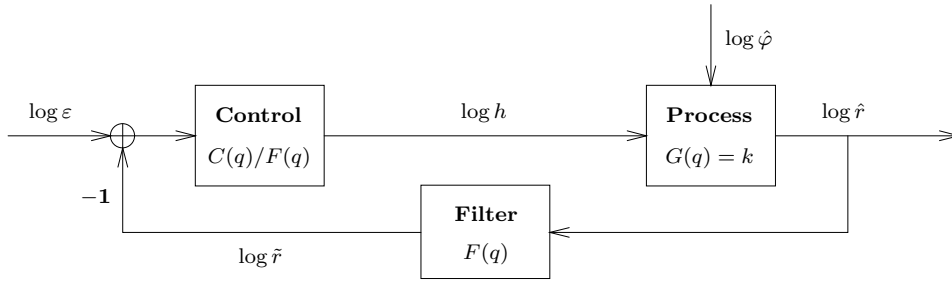 log φ̂
log ε
Control
C(q)/F(q)
log h
Process
G(q) = k
log r̂
−1
Filter
F(q)
log r̃